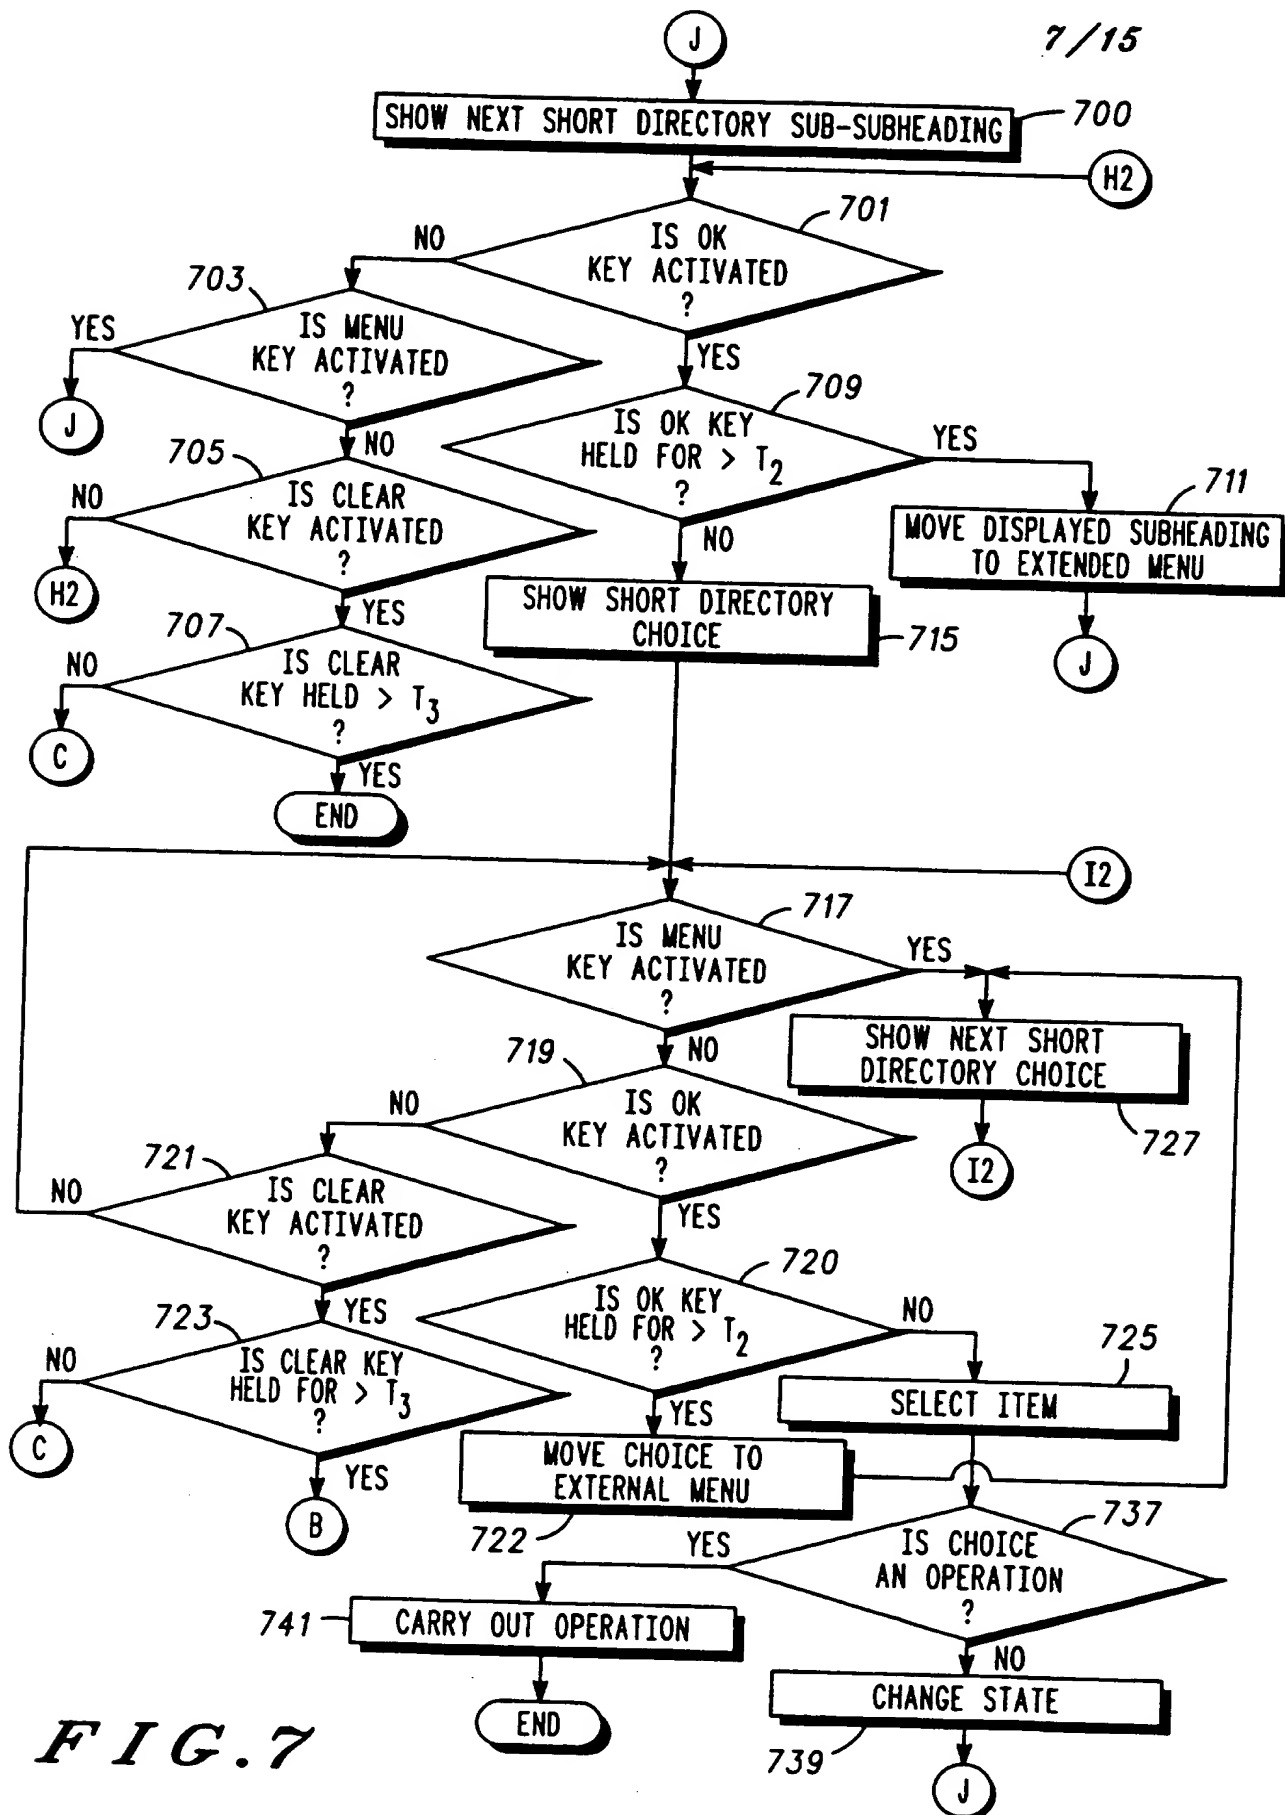 J
7/15
SHOW NEXT SHORT DIRECTORY SUB-SUBHEADING
700
H2
701
IS OK
KEY ACTIVATED
?
NO
YES
703
IS MENU
KEY ACTIVATED
?
YES
J
NO
709
IS OK KEY
HELD FOR > T2
?
YES
NO
705
IS CLEAR
KEY ACTIVATED
?
NO
H2
YES
711
MOVE DISPLAYED SUBHEADING
TO EXTENDED MENU
J
SHOW SHORT DIRECTORY
CHOICE
715
707
IS CLEAR
KEY HELD > T3
?
NO
C
YES
END
I2
717
IS MENU
KEY ACTIVATED
?
YES
NO
SHOW NEXT SHORT
DIRECTORY CHOICE
727
I2
719
IS OK
KEY ACTIVATED
?
NO
YES
721
IS CLEAR
KEY ACTIVATED
?
NO
YES
720
IS OK KEY
HELD FOR > T2
?
NO
YES
723
IS CLEAR KEY
HELD FOR > T3
?
NO
C
YES
B
725
SELECT ITEM
MOVE CHOICE TO
EXTERNAL MENU
722
737
IS CHOICE
AN OPERATION
?
YES
NO
741
CARRY OUT OPERATION
END
CHANGE STATE
739
J
FIG.7